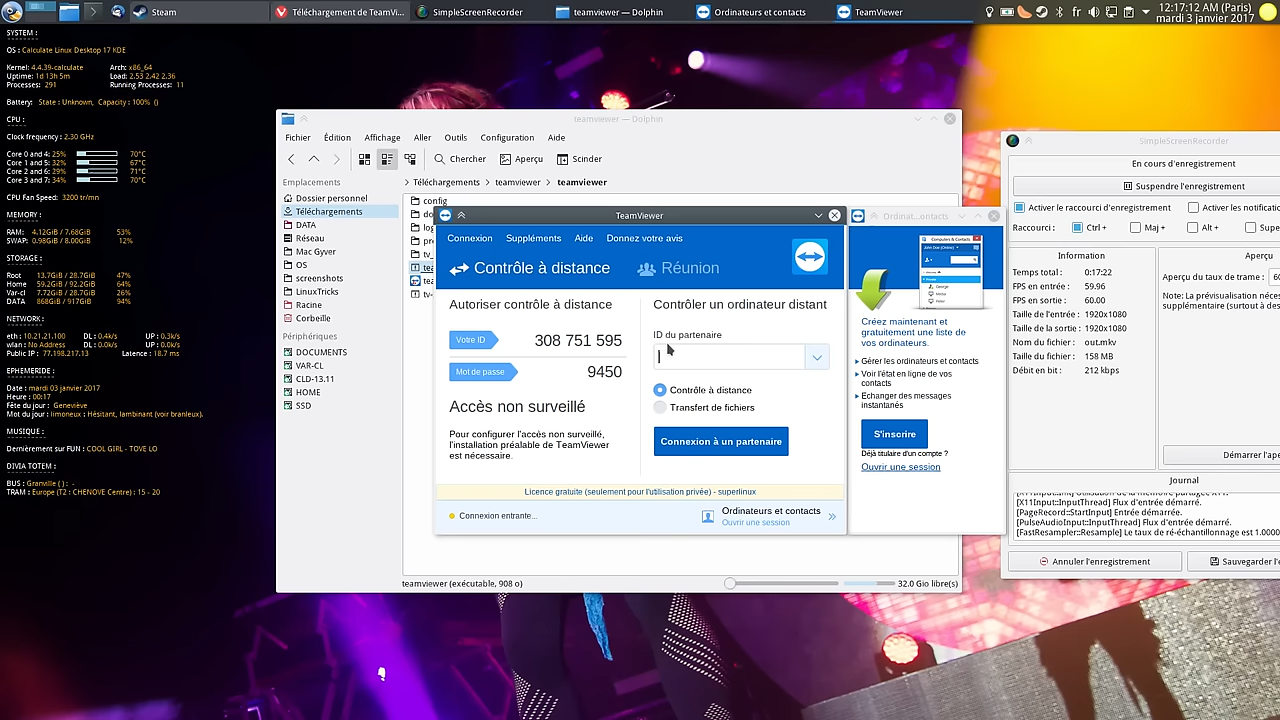 Steam
Téléchargement de TeamVi...
SimpleScreenRecorder
teamviewer — Dolphin
Ordinateurs et contacts
TeamViewer
fr
12:17:12 AM (Paris)
mardi 3 janvier 2017
SYSTEM :
OS : Calculate Linux Desktop 17 KDE
Kernel: 4.4.39-calculate Arch: x86_64
Uptime: 1d 13h 5m Load: 2.53 2.42 2.36
Processes: 291 Running Processes: 11
Battery: State : Unknown, Capacity : 100% ()
CPU :
Clock frequency : 2.30 GHz
Core 0 and 4: 25% 70°C
Core 1 and 5: 32% 67°C
Core 2 and 6: 29% 71°C
Core 3 and 7: 34% 70°C
CPU Fan Speed: 3200 tr/mn
MEMORY :
RAM: 4.12GiB / 7.68GiB 53%
SWAP: 0.98GiB / 8.00GiB 12%
STORAGE :
Root 13.7GiB / 28.7GiB 47%
Home 59.2GiB / 92.2GiB 64%
Var-cl 7.72GiB / 28.7GiB 26%
DATA 868GiB / 917GiB 94%
NETWORK :
eth : 10.21.21.100 DL : 0.4k/s UP : 0.3k/s
wlan : No Address DL : 0.0k/s UP : 0.0k/s
Public IP : 77.198.217.13 Latence : 18.7 ms
EPHEMERIDE :
Date : mardi 03 janvier 2017
Heure : 00:17
Fête du jour : Geneviève
Mot du jour : limoneux : Hésitant, lambinant (voir branleux).
MUSIQUE :
Dernièrement sur FUN : COOL GIRL - TOVE LO
DIVIA TOTEM :
BUS : Granville ( ) : -
TRAM : Europe (T2 : CHENOVE Centre) : 15 - 20
teamviewer — Dolphin
Fichier Édition Affichage Aller Outils Configuration Aide
Chercher Aperçu Scinder
Emplacements
Dossier personnel
Téléchargements
DATA
Réseau
Mac Gyver
OS
screenshots
LinuxTricks
Racine
Corbeille
Périphériques
DOCUMENTS
VAR-CL
CLD-13.11
HOME
SSD
Téléchargements teamviewer teamviewer
config
teamviewer (exécutable, 908 o)
32.0 Gio libre(s)
TeamViewer
Connexion Suppléments Aide Donnez votre avis
Contrôle à distance Réunion
Autoriser contrôle à distance
Votre ID 308 751 595
Mot de passe 9450
Accès non surveillé
Pour configurer l'accès non surveillé,
l'installation préalable de TeamViewer
est nécessaire.
Contrôler un ordinateur distant
ID du partenaire
Contrôle à distance
Transfert de fichiers
Connexion à un partenaire
Licence gratuite (seulement pour l'utilisation privée) - superlinux
Connexion entrante...
Ordinateurs et contacts
Ouvrir une session
Ordinat...ontacts
Computers & Contacts
Créez maintenant et
gratuitement une liste de
vos ordinateurs.
Gérer les ordinateurs et contacts
Voir l'état en ligne de vos
contacts
Echanger des messages
instantanés
S'inscrire
Déjà titulaire d'un compte ?
Ouvrir une session
SimpleScreenRecorder
En cours d'enregistrement
Suspendre l'enregistrement
Activer le raccourci d'enregistrement Activer les notificatio
Raccourci : Ctrl + Maj + Alt + Supe
Information
Temps total : 0:17:22
FPS en entrée : 59.96
FPS en sortie : 60.00
Taille de l'entrée : 1920x1080
Taille de la sortie : 1920x1080
Nom du fichier : out.mkv
Taille du fichier : 158 MB
Débit en bit : 212 kbps
Aperçu
Aperçu du taux de trame : 60
Note: La prévisualisation néces
supplémentaire (surtout à des
Démarrer l'ape
Journal
[X11Input::Init] Utilisation de la mémoire partagée X11.
[X11Input::InputThread] Flux d'entrée démarré.
[PageRecord::StartInput] Entrée démarrée.
[PulseAudioInput::InputThread] Flux d'entrée démarré.
[FastResampler::Resample] Le taux de ré-échantillonnage est 1.0000
Annuler l'enregistrement
Sauvegarder l'e